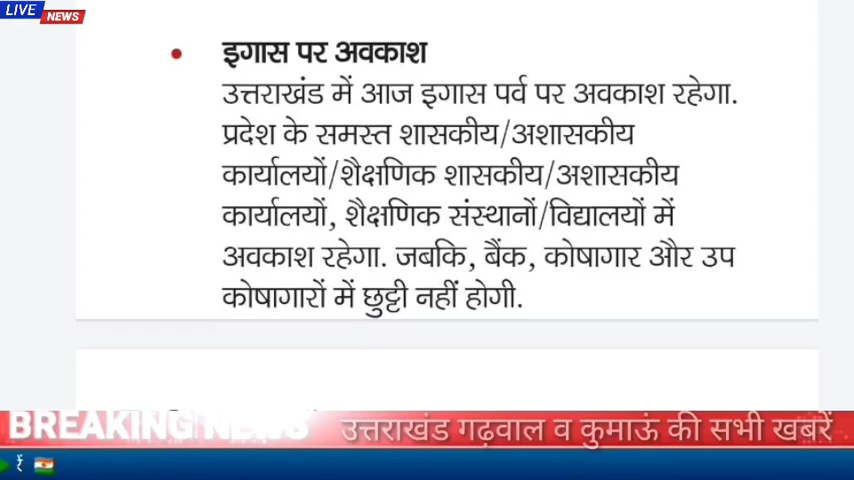 LIVE
NEWS
इगास पर अवकाश
उत्तराखंड में आज इगास पर्व पर अवकाश रहेगा.
प्रदेश के समस्त शासकीय/अशासकीय
कार्यालयों/शैक्षणिक शासकीय/अशासकीय
कार्यालयों, शैक्षणिक संस्थानों/विद्यालयों में
अवकाश रहेगा. जबकि, बैंक, कोषागार और उप
कोषागारों में छुट्टी नहीं होगी.
BREAKING NEWS
उत्तराखंड गढ़वाल व कुमाऊं की सभी खबरें